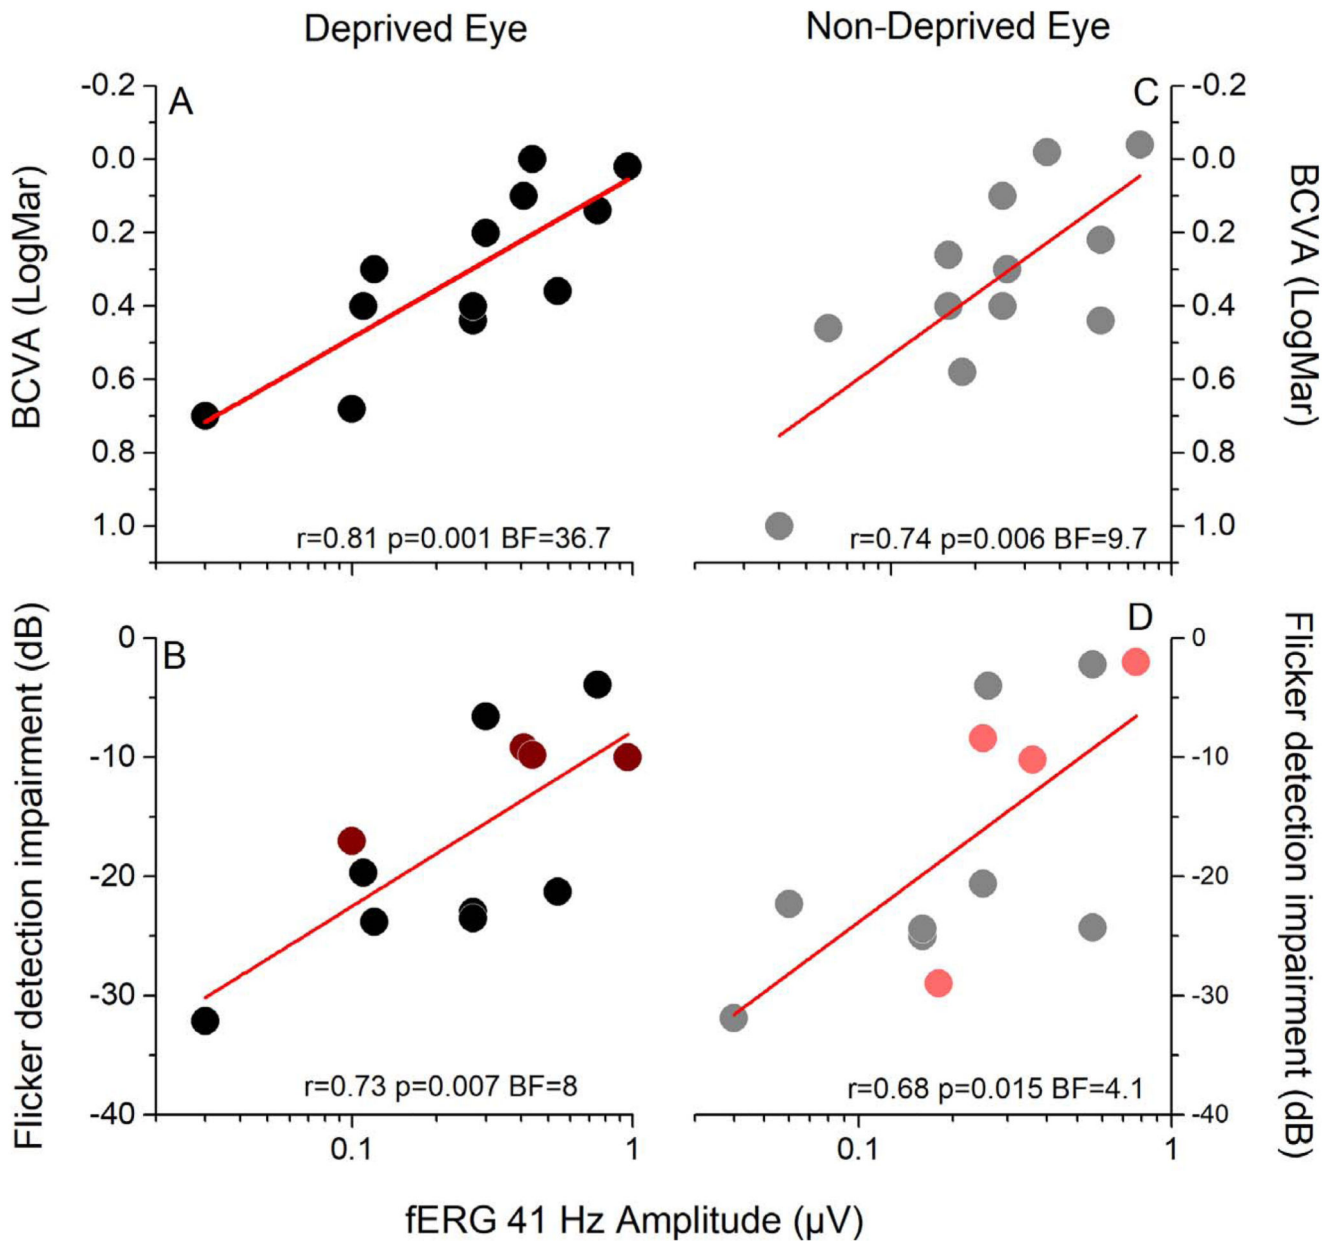 Deprived Eye
Non-Deprived Eye
A
-0.2
0.0
0.2
0.4
0.6
0.8
1.0
BCVA (LogMar)
r=0.81 p=0.001 BF=36.7
C
-0.2
0.0
0.2
0.4
0.6
0.8
1.0
BCVA (LogMar)
r=0.74 p=0.006 BF=9.7
B
0
-10
-20
-30
-40
Flicker detection impairment (dB)
r=0.73 p=0.007 BF=8
0.1
1
D
0
-10
-20
-30
-40
Flicker detection impairment (dB)
r=0.68 p=0.015 BF=4.1
0.1
1
fERG 41 Hz Amplitude (µV)